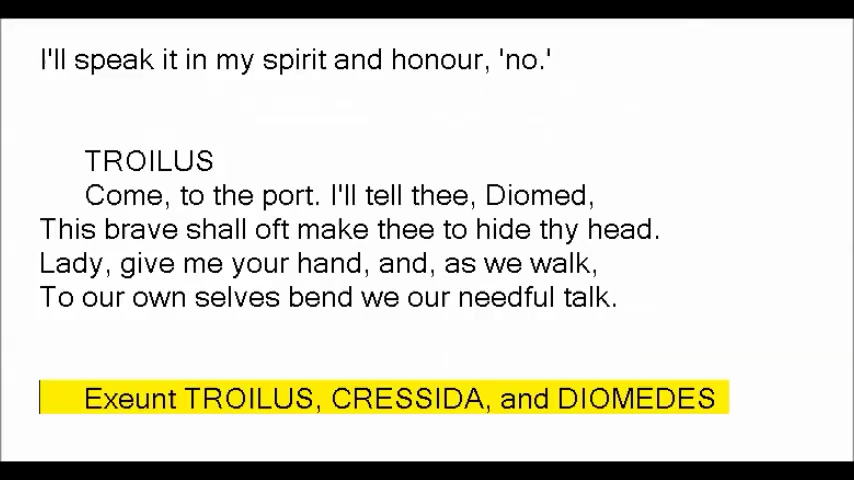 I'll speak it in my spirit and honour, 'no.'
TROILUS
Come, to the port. I'll tell thee, Diomed,
This brave shall oft make thee to hide thy head.
Lady, give me your hand, and, as we walk,
To our own selves bend we our needful talk.
Exeunt TROILUS, CRESSIDA, and DIOMEDES